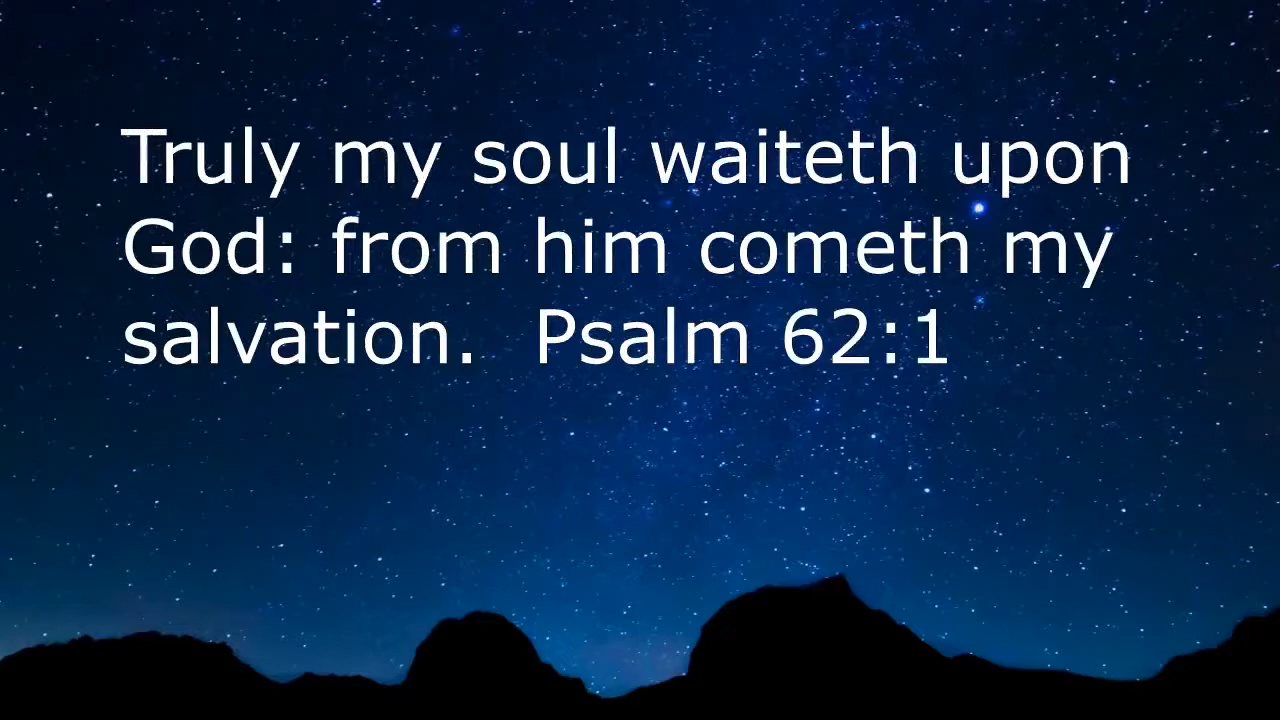 Truly my soul waiteth upon
God: from him cometh my
salvation.  Psalm 62:1